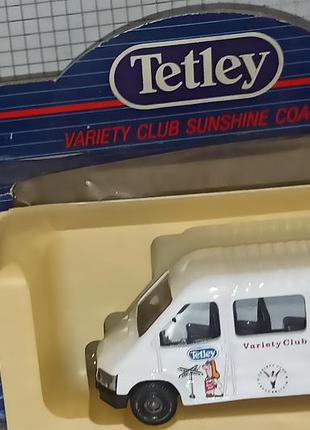 Tetley
VARIETY CLUB SUNSHINE COA
Variety Club
Tetley